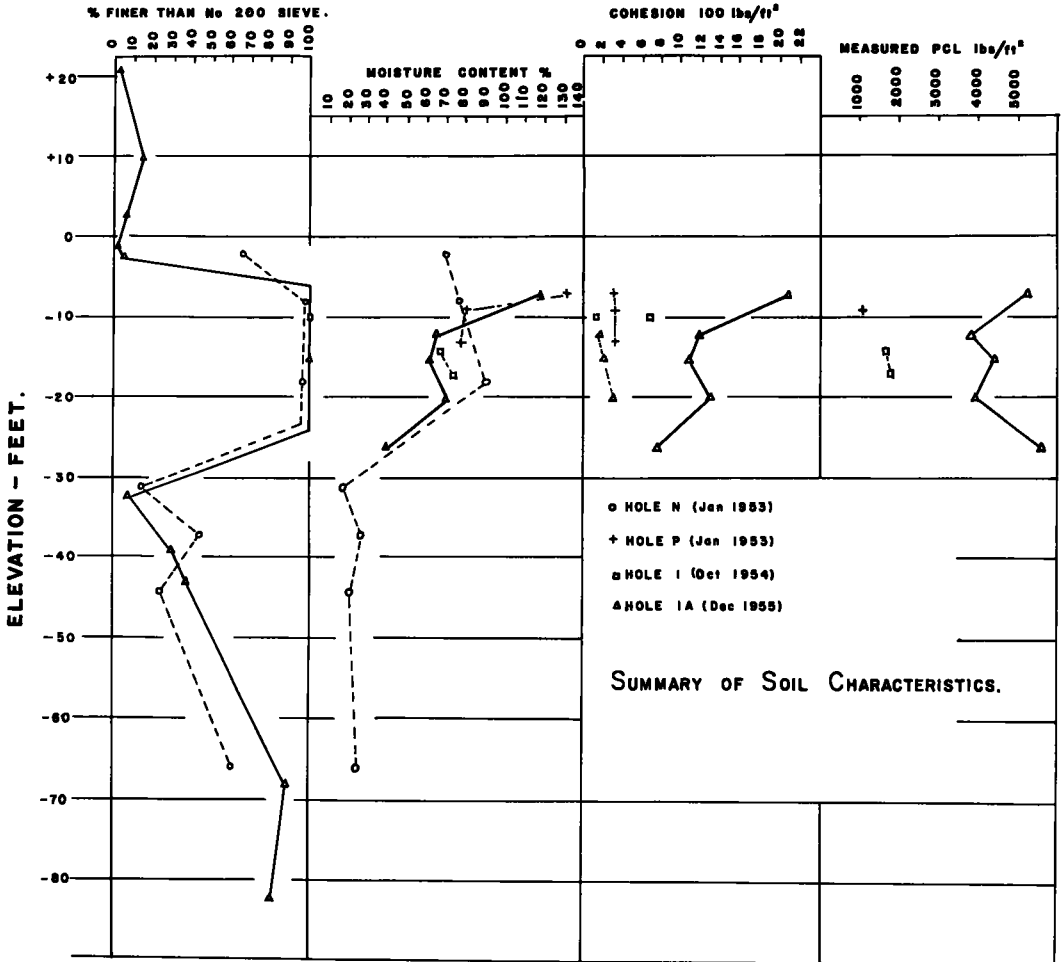 % FINER THAN No 200 SIEVE.
0 10 20 30 40 50 60 70 80 90 100
MOISTURE CONTENT %
10 20 30 40 50 60 70 80 90 100 110 120 130 140
COHESION 100 lbs/ft²
0 2 4 6 8 10 12 14 16 18 20 22
MEASURED PCL lbs/ft²
1000 2000 3000 4000 5000
ELEVATION – FEET.
+20
+10
0
-10
-20
-30
-40
-50
-60
-70
-80
HOLE N (Jan 1953)
HOLE P (Jan 1953)
HOLE 1 (Oct 1954)
HOLE 1A (Dec 1955)
SUMMARY OF SOIL CHARACTERISTICS.